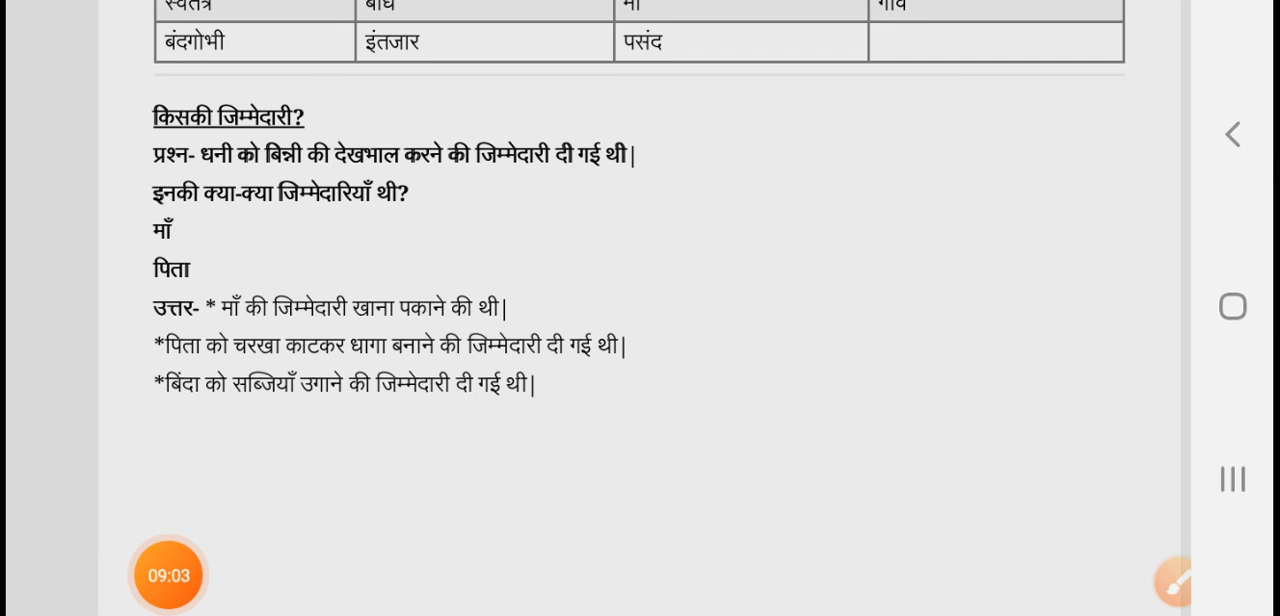 स्वतंत्र बांध माँ गांव
बंदगोभी इंतजार पसंद
किसकी जिम्मेदारी?
प्रश्न- धनी को बिन्नी की देखभाल करने की जिम्मेदारी दी गई थी|
इनकी क्या-क्या जिम्मेदारियाँ थी?
माँ
पिता
उत्तर- * माँ की जिम्मेदारी खाना पकाने की थी|
*पिता को चरखा काटकर धागा बनाने की जिम्मेदारी दी गई थी|
*बिंदा को सब्जियाँ उगाने की जिम्मेदारी दी गई थी|
09:03